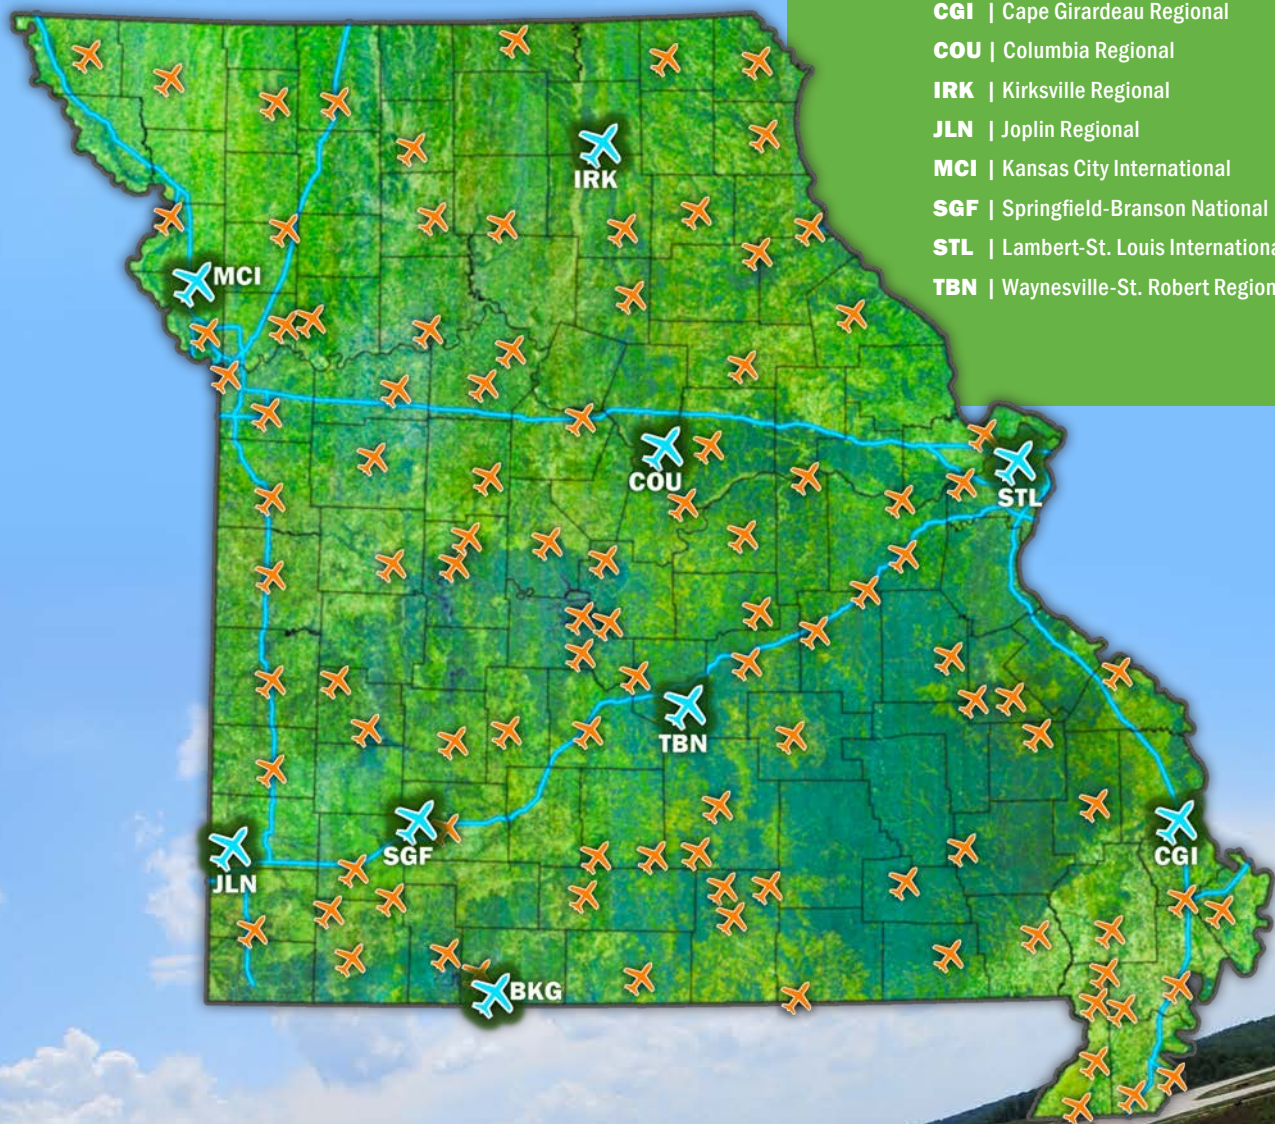 CGI | Cape Girardeau Regional
COU | Columbia Regional
IRK | Kirksville Regional
JLN | Joplin Regional
MCI | Kansas City International
SGF | Springfield-Branson National
STL | Lambert-St. Louis Internationa
TBN | Waynesville-St. Robert Region
IRK
MCI
COU
STL
TBN
SGF
JLN
CGI
BKG